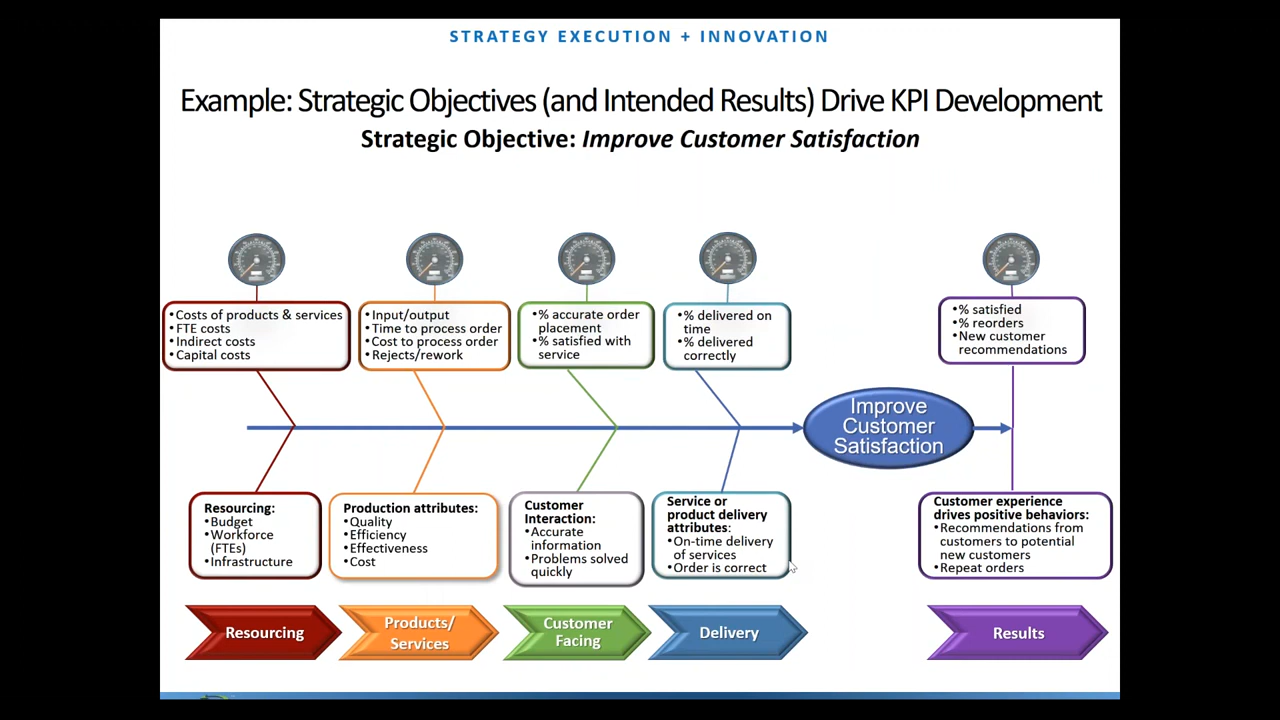 STRATEGY EXECUTION + INNOVATION
Example: Strategic Objectives (and Intended Results) Drive KPI Development
Strategic Objective: Improve Customer Satisfaction
•Costs of products & services
•FTE costs
•Indirect costs
•Capital costs
•Input/output
•Time to process order
•Cost to process order
•Rejects/rework
•% accurate order
placement
•% satisfied with
service
•% delivered on
time
•% delivered
correctly
•% satisfied
•% reorders
•New customer
recommendations
Improve
Customer
Satisfaction
Resourcing:
•Budget
•Workforce
(FTEs)
•Infrastructure
Production attributes:
•Quality
•Efficiency
•Effectiveness
•Cost
Customer
Interaction:
•Accurate
information
•Problems solved
quickly
Service or
product delivery
attributes:
•On-time delivery
of services
•Order is correct
Customer experience
drives positive behaviors:
•Recommendations from
customers to potential
new customers
•Repeat orders
Resourcing
Products/
Services
Customer
Facing
Delivery
Results